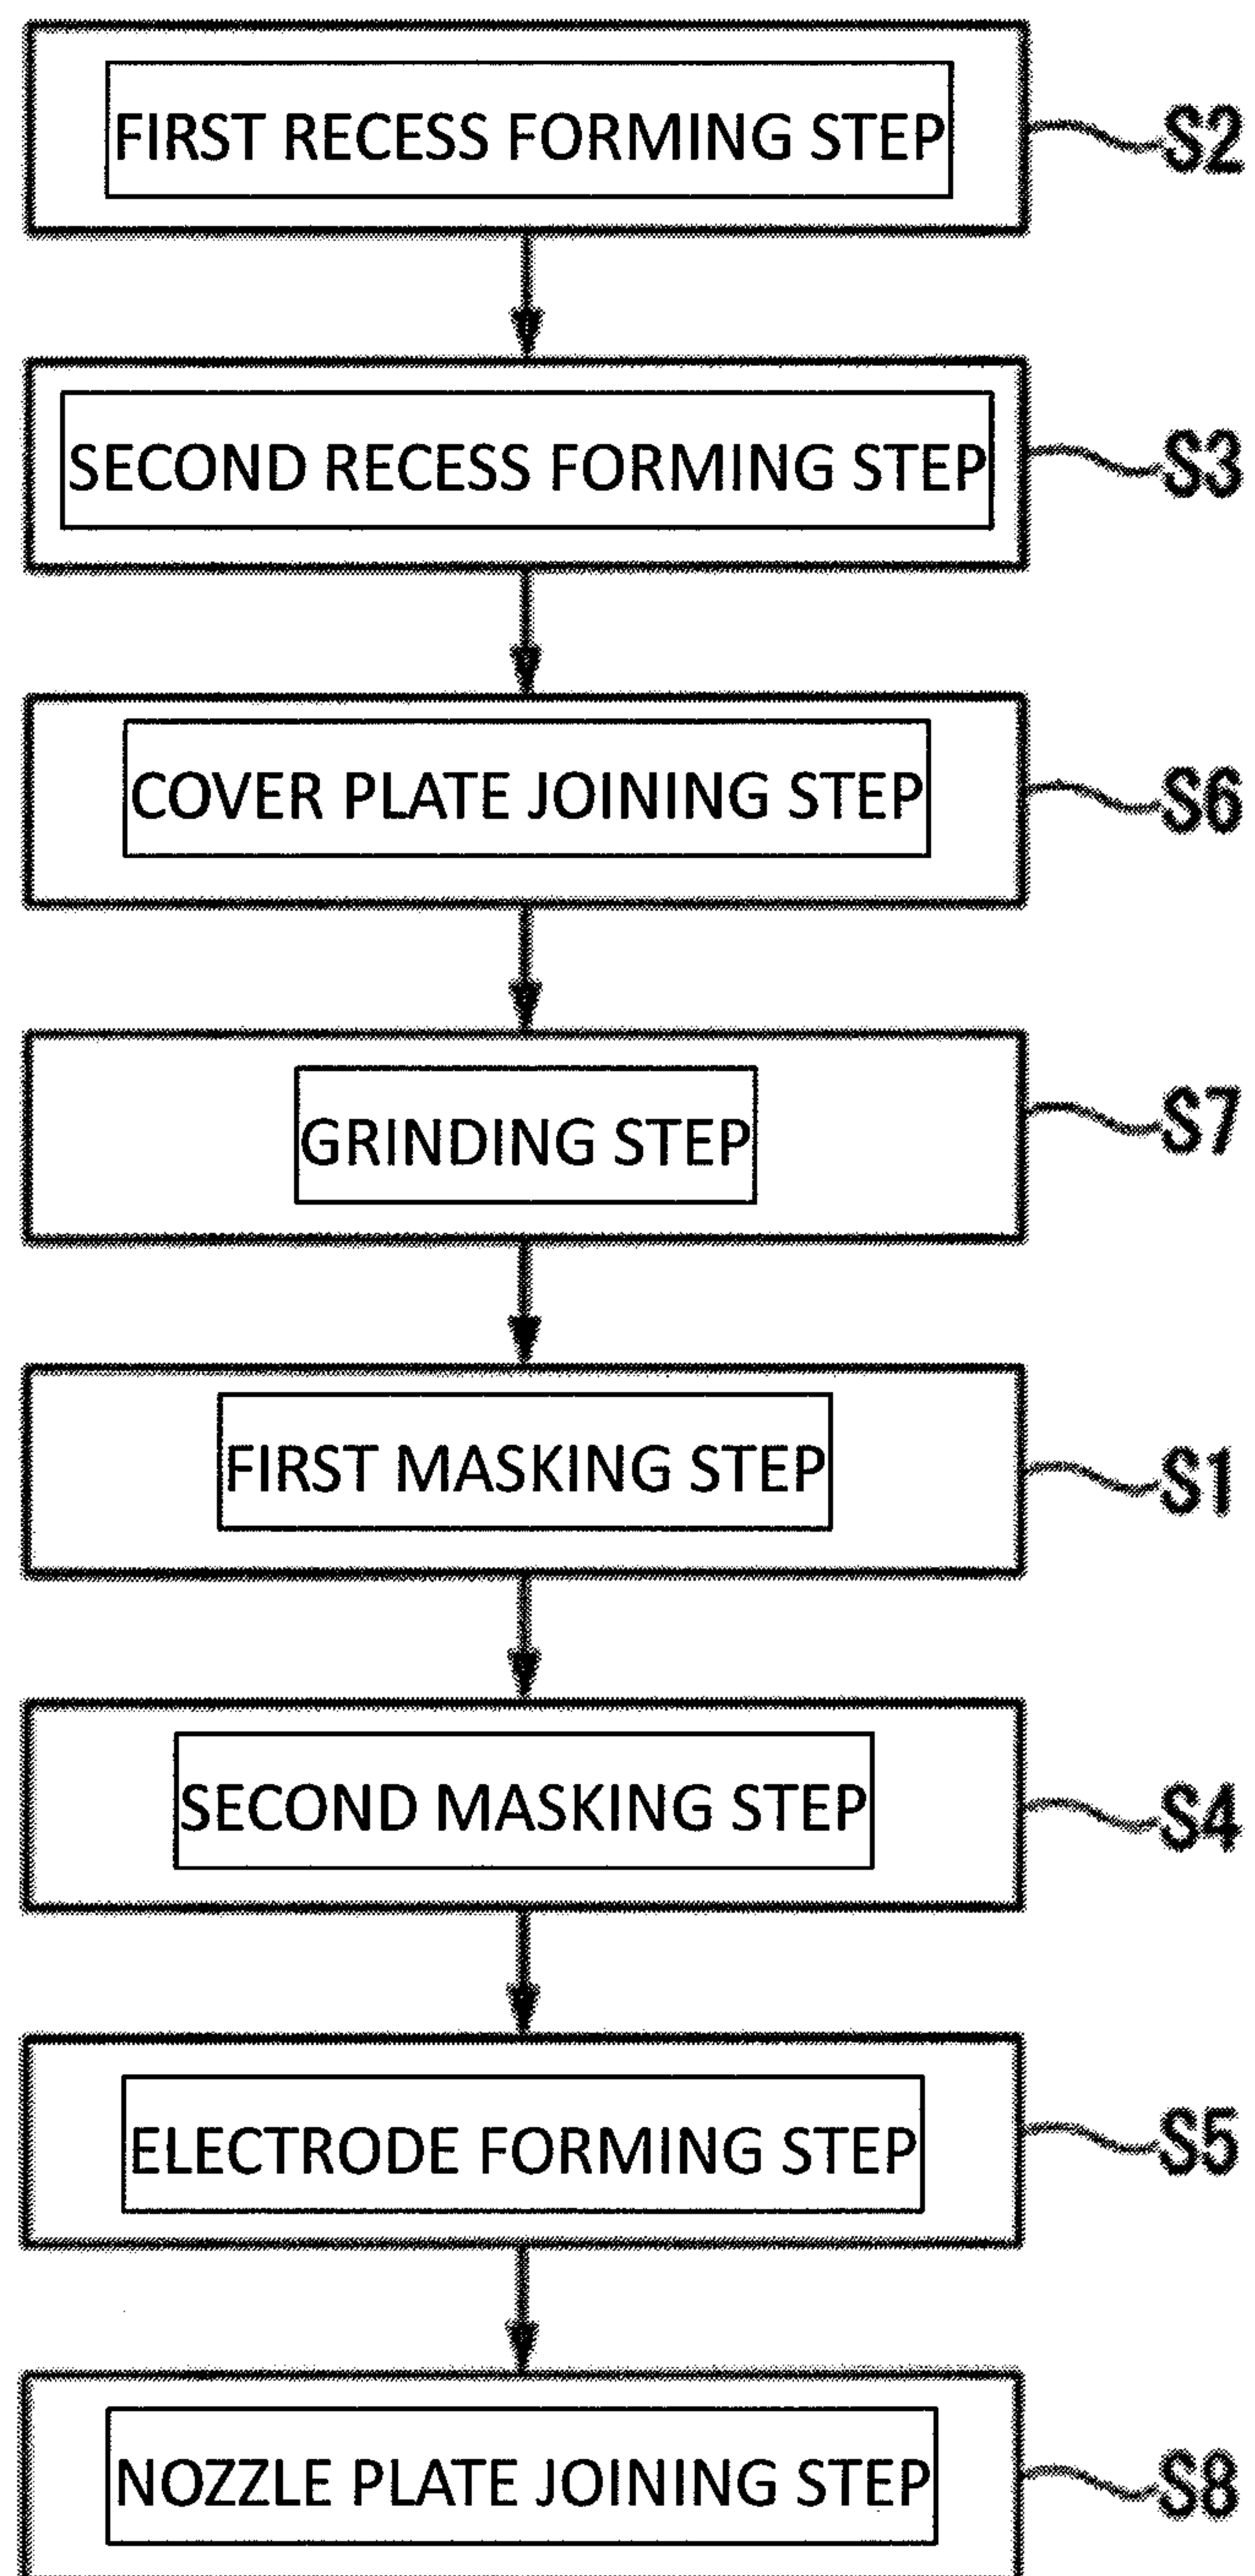 FIRST RECESS FORMING STEP S2
SECOND RECESS FORMING STEP S3
COVER PLATE JOINING STEP S6
GRINDING STEP S7
FIRST MASKING STEP S1
SECOND MASKING STEP S4
ELECTRODE FORMING STEP S5
NOZZLE PLATE JOINING STEP S8